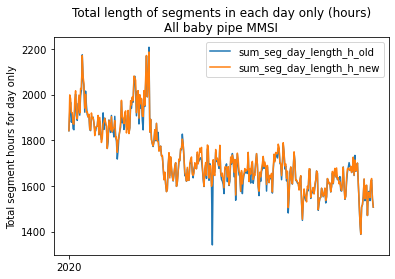 Total length of segments in each day only (hours)
All baby pipe MMSI
sum_seg_day_length_h_old
sum_seg_day_length_h_new
Total segment hours for day only
2200
2000
1800
1600
1400
2020